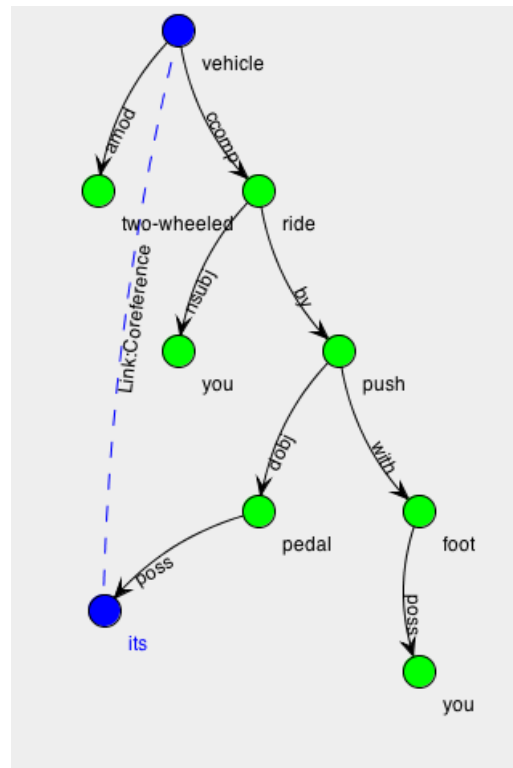 vehicle
amod
ccomp
two-wheeled
ride
Link:Coreference
nsubj
by
you
push
dobj
with
pedal
foot
poss
poss
its
you